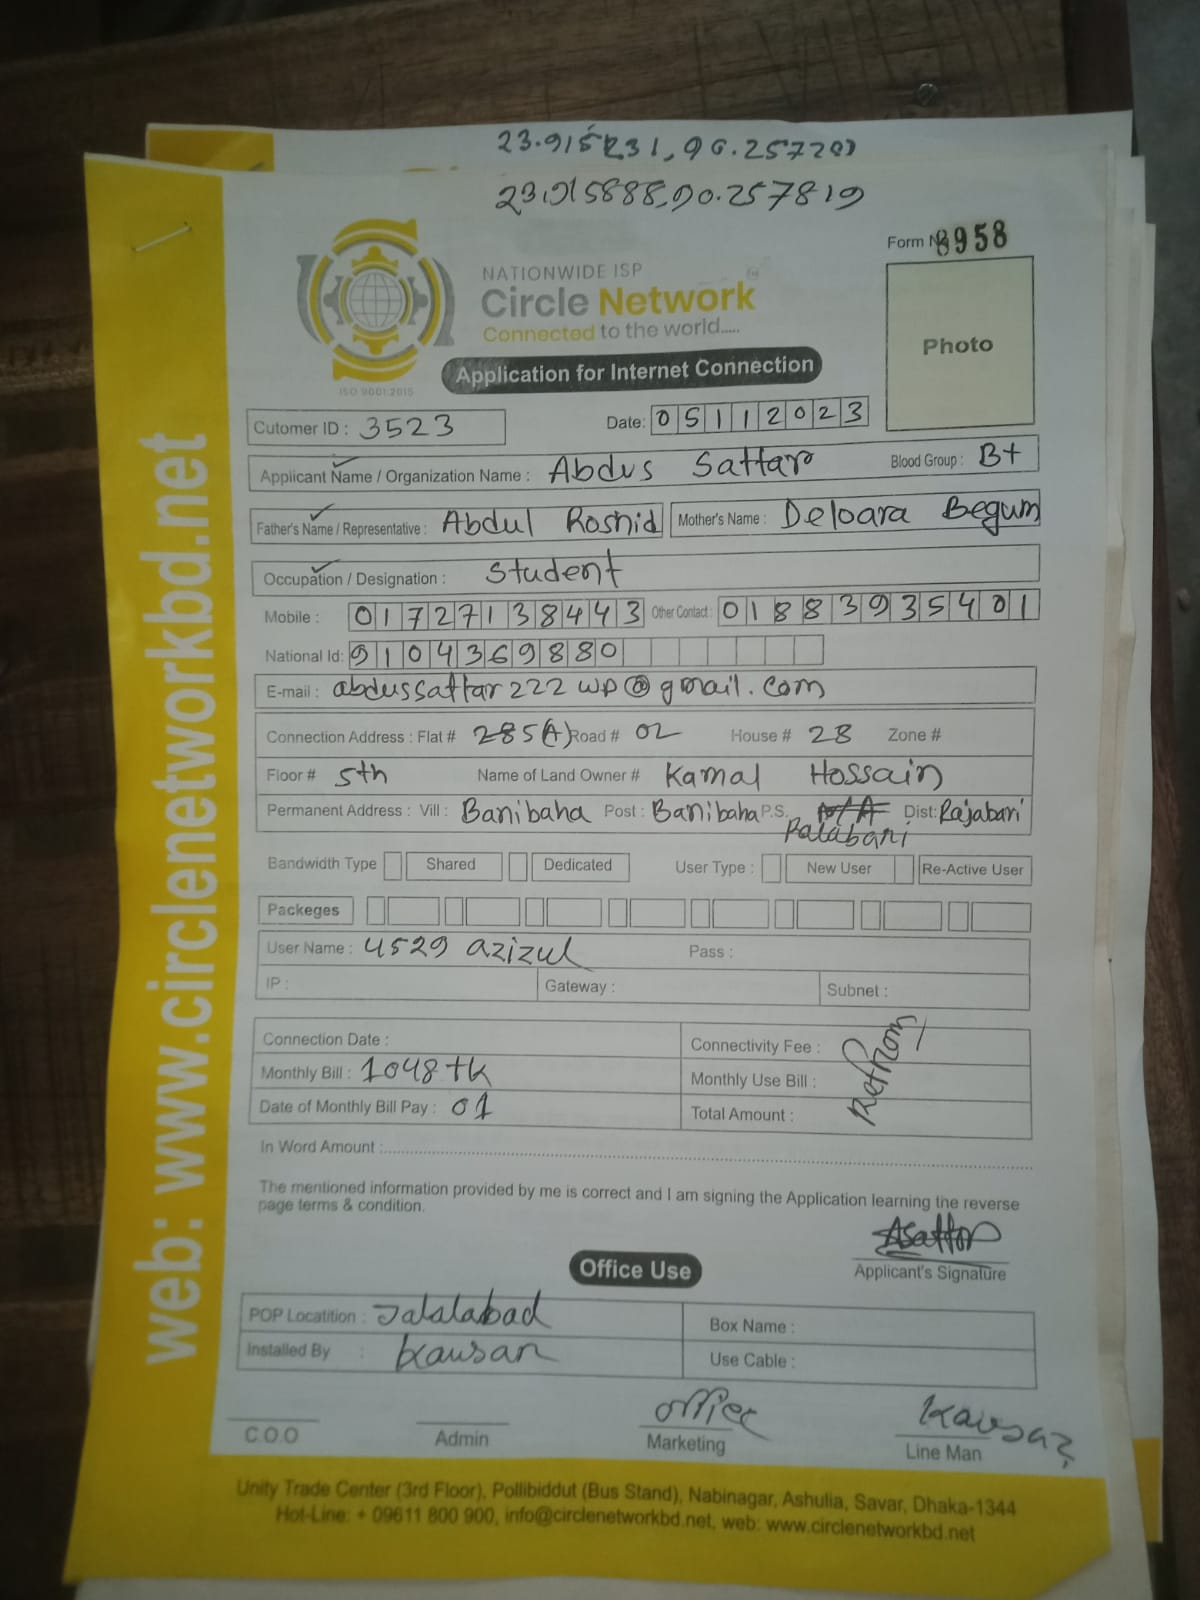 23.915231, 90.257201
23.915888, 90.257819
Form № 8958
NATIONWIDE ISP
Circle Network
Connected to the world.....
ISO 9001:2015
Application for Internet Connection
Photo
Cutomer ID : 3523 Date: 05112023
Applicant Name / Organization Name : Abdus Sattar Blood Group : B+
Father's Name / Representative : Abdul Roshid Mother's Name : Deloara Begum
Occupation / Designation : Student
Mobile : 01727138443 Other Contact : 01883935401
National Id: 9104369880
E-mail : abdussattar222wp@gmail.com
Connection Address : Flat # 285(A) Road # 02 House # 28 Zone #
Floor # 5th Name of Land Owner # Kamal Hossain
Permanent Address : Vill : Banibaha Post : Banibaha P.S. Dist: Rajabari
Bandwidth Type Shared Dedicated User Type : New User Re-Active User
Packeges
User Name : 4529 azizul Pass :
IP : Gateway : Subnet :
Connection Date : Connectivity Fee :
Monthly Bill : 1048 tk Monthly Use Bill :
Date of Monthly Bill Pay : 01 Total Amount :
In Word Amount :
The mentioned information provided by me is correct and I am signing the Application learning the reverse
page terms & condition.
Asattar
Applicant's Signature
Office Use
POP Locatition : Jalalabad Box Name :
Installed By : Kausar Use Cable :
office Kausar
C.O.O Admin Marketing Line Man
Unity Trade Center (3rd Floor), Pollibiddut (Bus Stand), Nabinagar, Ashulia, Savar, Dhaka-1344
Hot-Line: + 09611 800 900, info@circlenetworkbd.net, web: www.circlenetworkbd.net
web: www.circlenetworkbd.net